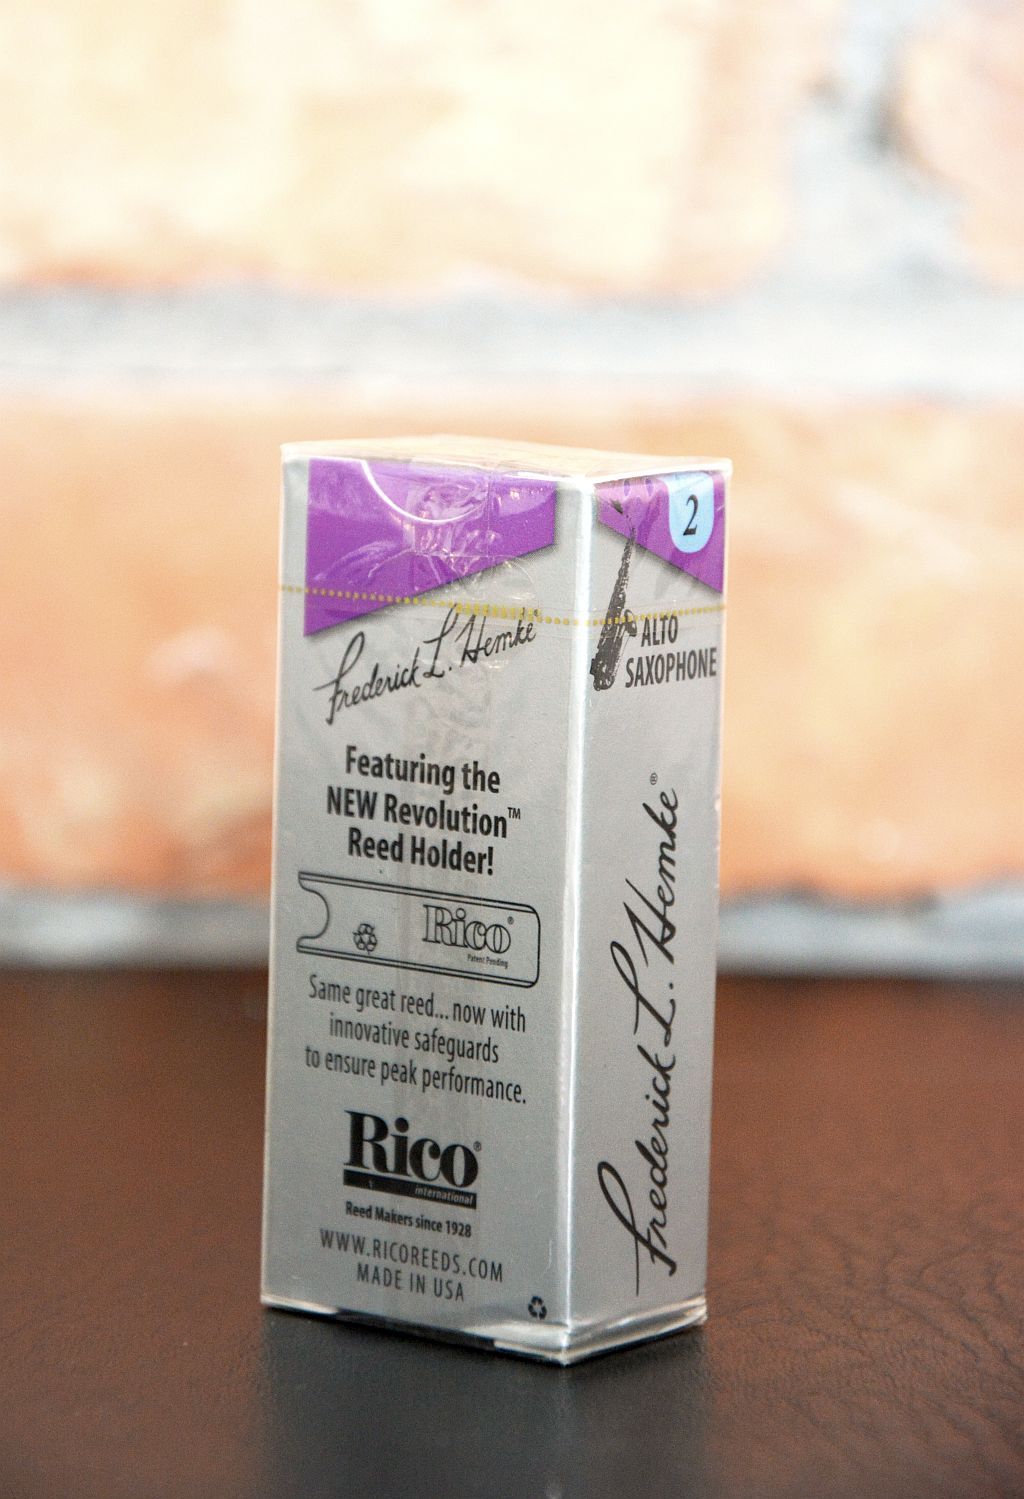 Frederick L. Hemke®
Featuring the
NEW Revolution™
Reed Holder!
Rico®
Patent Pending
Same great reed...now with
innovative safeguards
to ensure peak performance.
Rico®
international
Reed Makers since 1928
WWW.RICOREEDS.COM
MADE IN USA
2
ALTO
SAXOPHONE
Frederick L. Hemke®